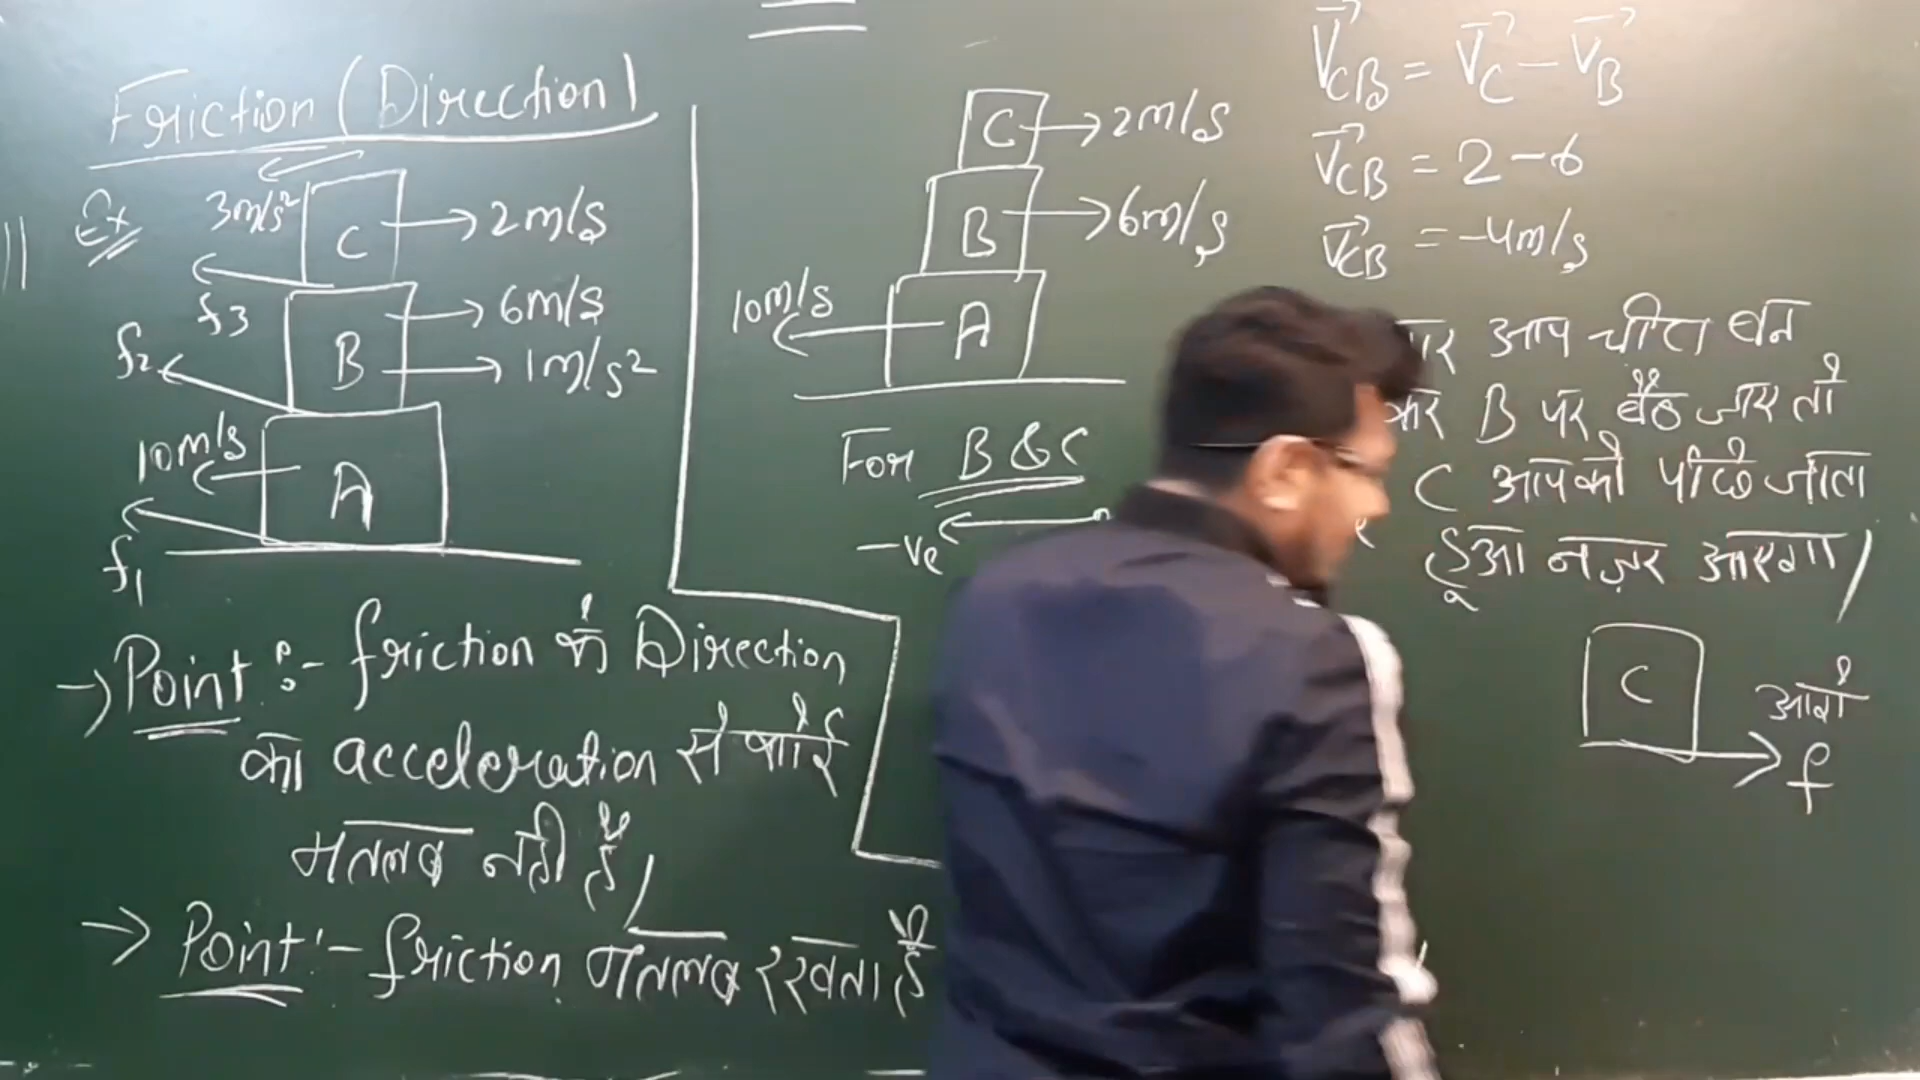 Friction (Direction)
Ex
3m/s²
C
2m/s
f3
B
6m/s
1m/s²
f2
10m/s
A
f1
→ Point :- friction के Direction
का acceleration से कोई
मतलब नही है।
→ Point :- friction मतलब रखता है
C
2m/s
B
6m/s
10m/s
A
For B & C
-ve
V⃗CB = V⃗C - V⃗B
V⃗CB = 2 - 6
V⃗CB = -4m/s
आप चीटा बन
कर B पर बैठ जाए तो
C आपको पीछे जाता
हूआ नज़र आएगा।
C
आगे
f